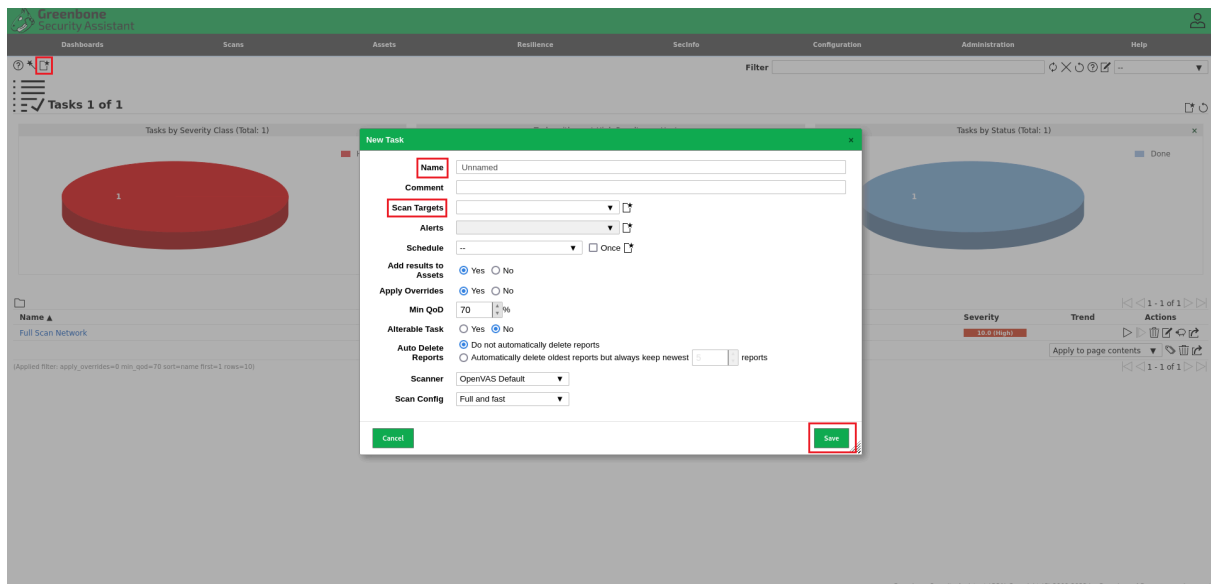 Greenbone
Security Assistant
Dashboards Scans Assets Resilience SecInfo Configuration Administration Help
Filter --
Tasks 1 of 1
Tasks by Severity Class (Total: 1)
Tasks by Status (Total: 1) ×
1
1
Done
New Task ×
Name Unnamed
Comment
Scan Targets
Alerts
Schedule -- Once
Add results to
Assets
Yes No
Apply Overrides Yes No
Min QoD 70 %
Alterable Task Yes No
Auto Delete
Reports
Do not automatically delete reports
Automatically delete oldest reports but always keep newest 5 reports
Scanner OpenVAS Default
Scan Config Full and fast
Cancel Save
1 - 1 of 1
Name ▲ Severity Trend Actions
Full Scan Network 10.0 (High)
Apply to page contents
(Applied filter: apply_overrides=0 min_qod=70 sort=name first=1 rows=10)
1 - 1 of 1